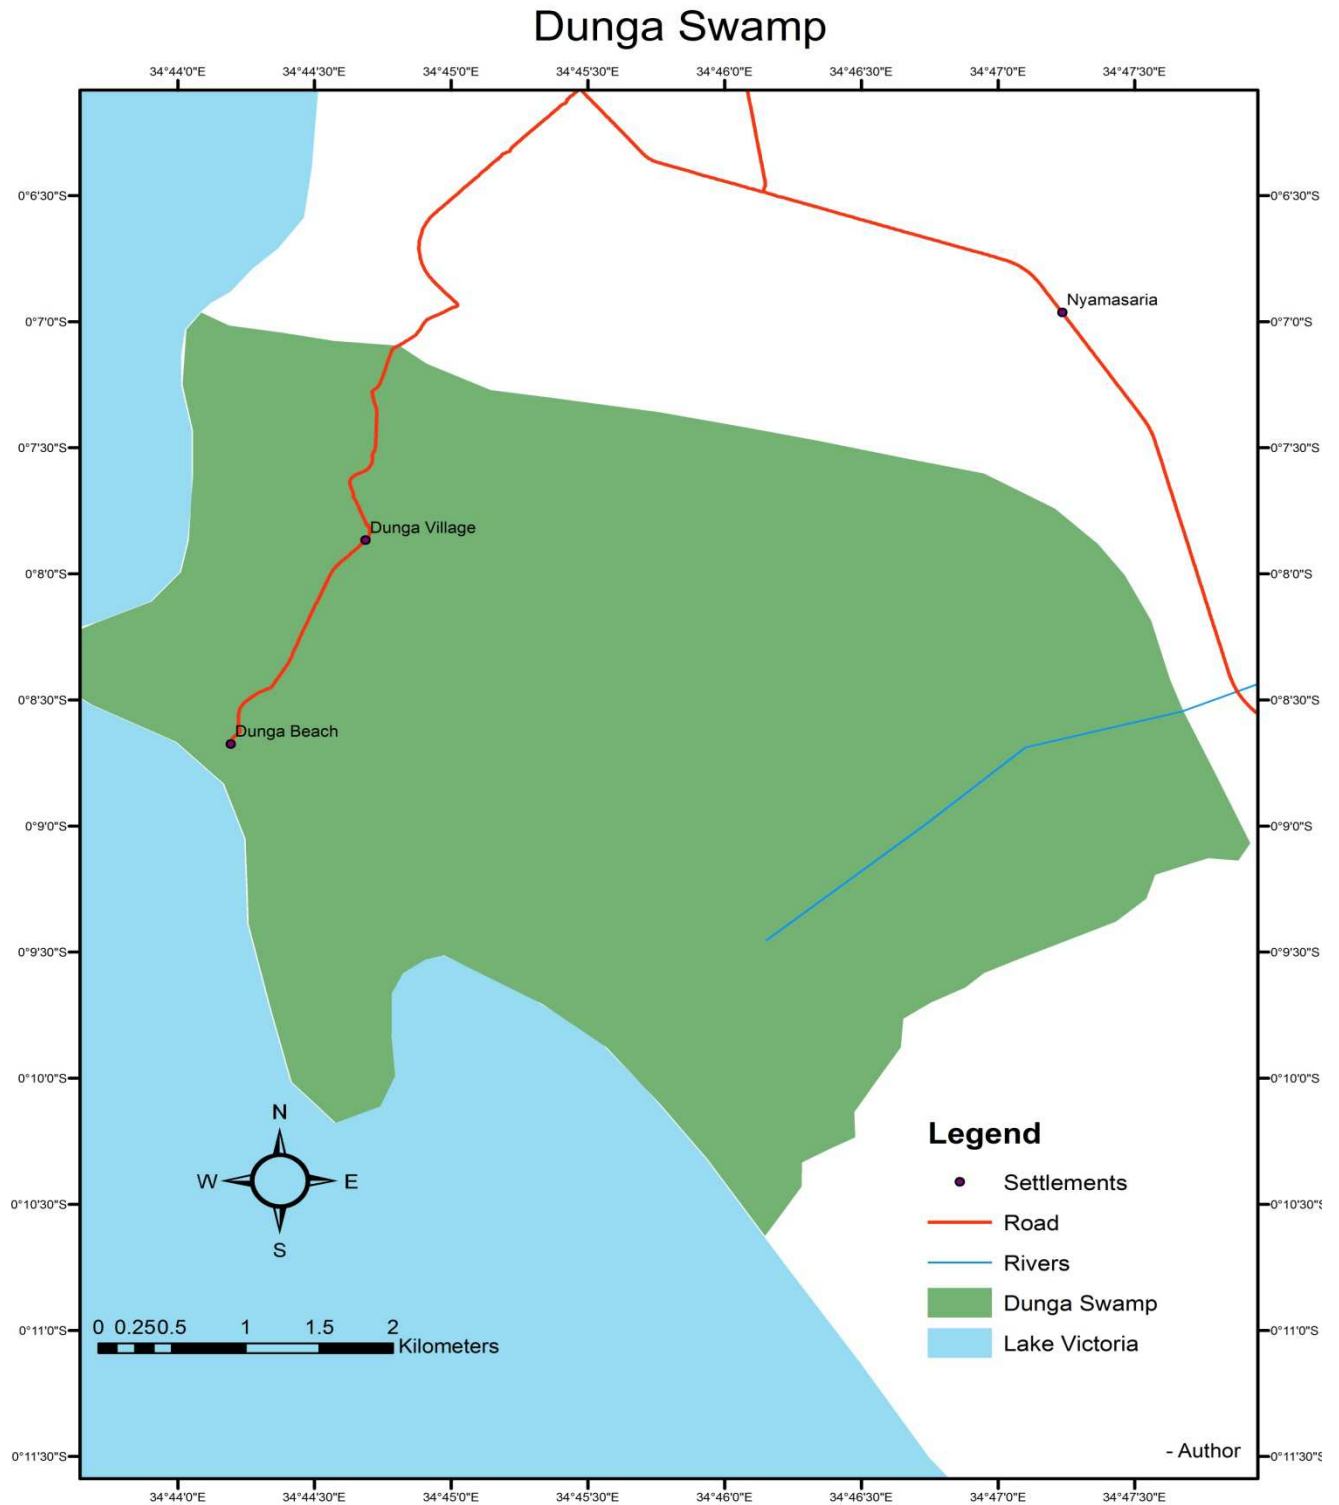 Dunga Swamp
34°44'0"E 34°44'30"E 34°45'0"E 34°45'30"E 34°46'0"E 34°46'30"E 34°47'0"E 34°47'30"E
0°6'30"S 0°6'30"S
Nyamasaria
0°7'0"S 0°7'0"S
0°7'30"S 0°7'30"S
Dunga Village
0°8'0"S 0°8'0"S
0°8'30"S 0°8'30"S
Dunga Beach
0°9'0"S 0°9'0"S
0°9'30"S 0°9'30"S
0°10'0"S 0°10'0"S
N
W E
S
Legend
Settlements
0°10'30"S 0°10'30"S
Road
Rivers
Dunga Swamp
0 0.25 0.5 1 1.5 2
Kilometers
0°11'0"S 0°11'0"S
Lake Victoria
- Author
0°11'30"S 0°11'30"S
34°44'0"E 34°44'30"E 34°45'0"E 34°45'30"E 34°46'0"E 34°46'30"E 34°47'0"E 34°47'30"E